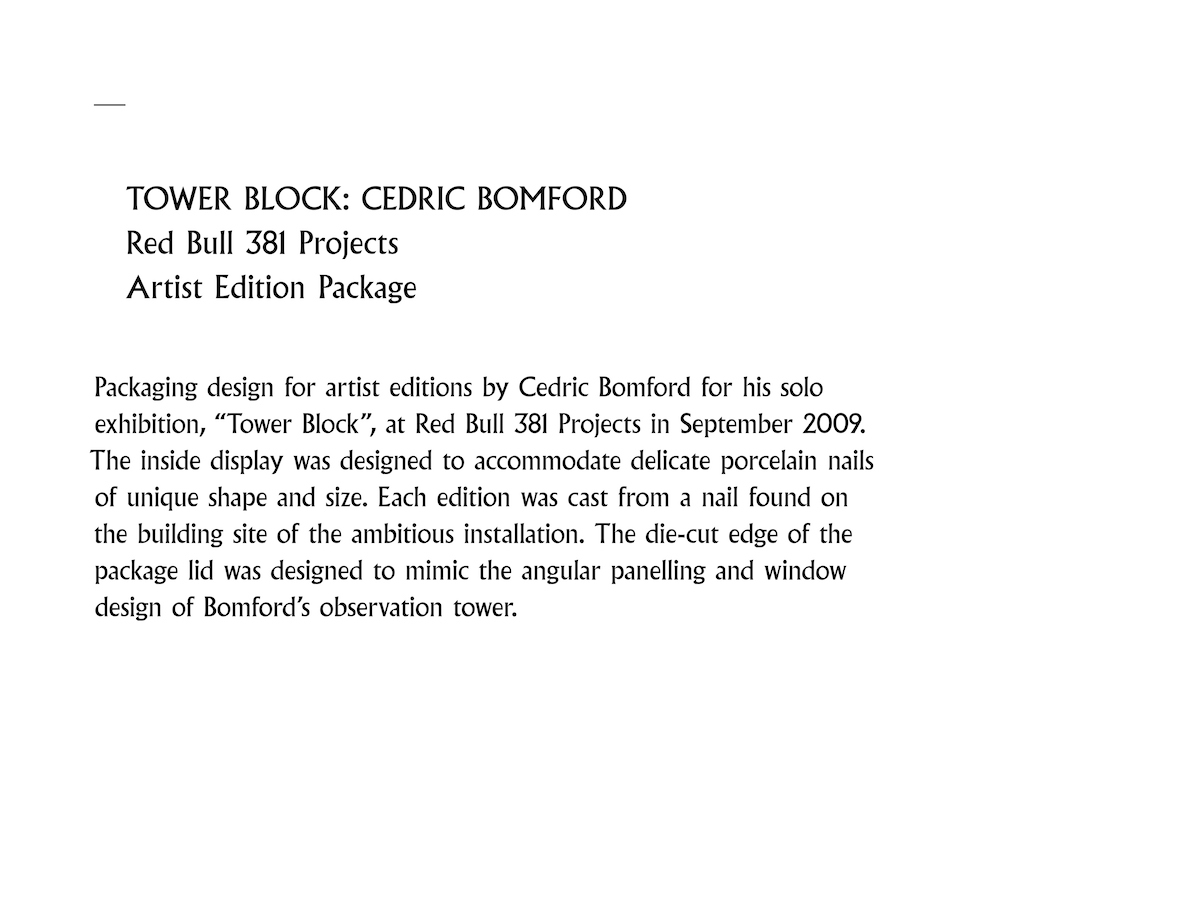 TOWER BLOCK: CEDRIC BOMFORD
Red Bull 381 Projects
Artist Edition Package
Packaging design for artist editions by Cedric Bomford for his solo
exhibition, “Tower Block”, at Red Bull 381 Projects in September 2009.
The inside display was designed to accommodate delicate porcelain nails
of unique shape and size. Each edition was cast from a nail found on
the building site of the ambitious installation. The die-cut edge of the
package lid was designed to mimic the angular panelling and window
design of Bomford’s observation tower.